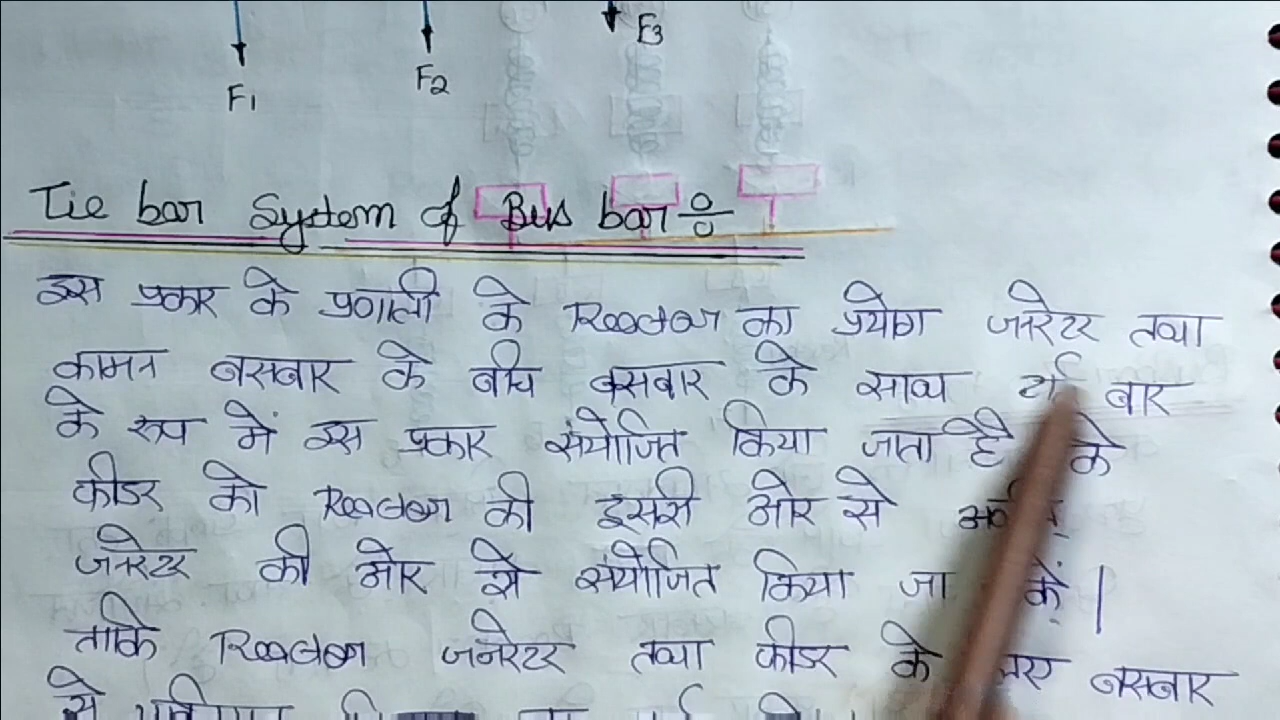 F1 F2 F3
Tie bar System of Bus bar ÷
इस प्रकार के प्रणाली के Reactor का प्रयोग जनरेटर तथा
कामन बसबार के बीच बसबार के साथ टाई बार
के रूप में इस प्रकार संयोजित किया जाता है के
फीडर को Reactor की दूसरी ओर से
जनरेटर की ओर से संयोजित किया जा
ताकि Reactor जनरेटर तथा फीडर के बसबार
से